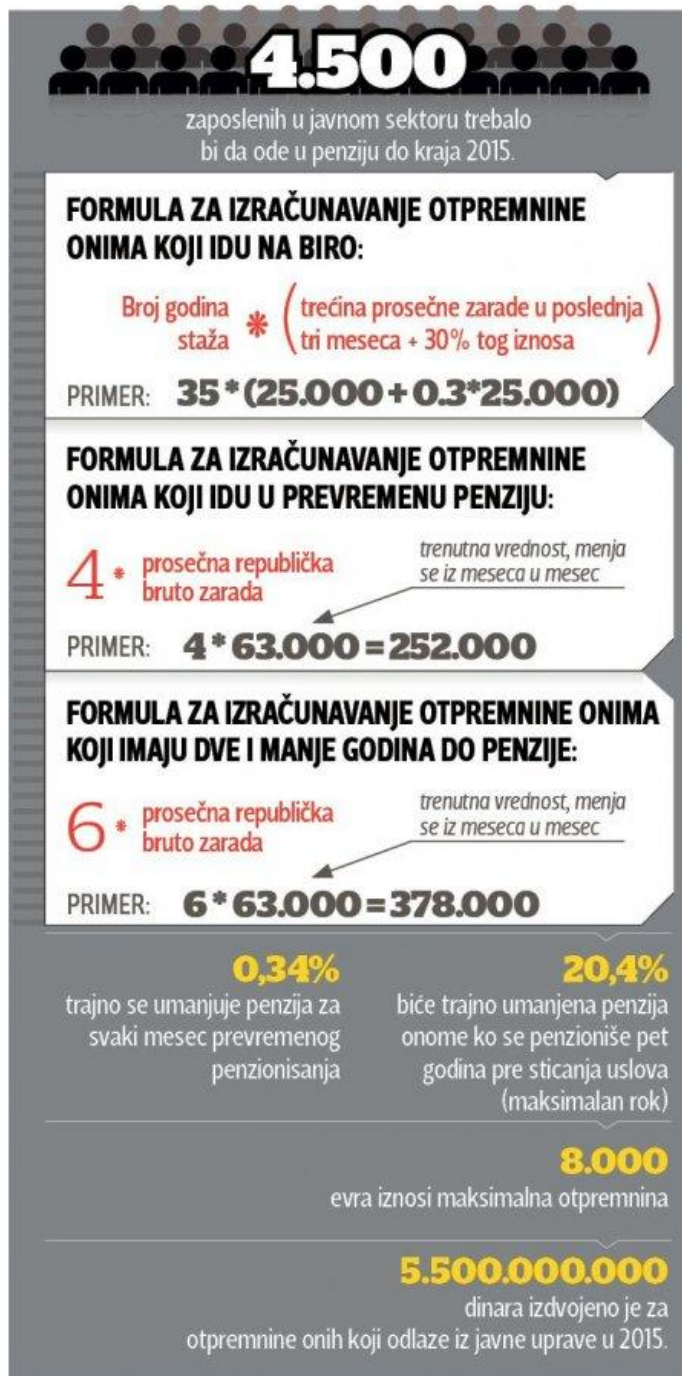 4.500
zaposlenih u javnom sektoru trebalo
bi da ode u penziju do kraja 2015.
FORMULA ZA IZRAČUNAVANJE OTPREMNINE
ONIMA KOJI IDU NA BIRO:
Broj godina
staža
*
(trećina prosečne zarade u poslednja
tri meseca + 30% tog iznosa)
PRIMER: 35*(25.000+0.3*25.000)
FORMULA ZA IZRAČUNAVANJE OTPREMNINE
ONIMA KOJI IDU U PREVREMENU PENZIJU:
4 *
prosečna republička
bruto zarada
trenutna vrednost, menja
se iz meseca u mesec
PRIMER: 4*63.000=252.000
FORMULA ZA IZRAČUNAVANJE OTPREMNINE ONIMA
KOJI IMAJU DVE I MANJE GODINA DO PENZIJE:
6 *
prosečna republička
bruto zarada
trenutna vrednost, menja
se iz meseca u mesec
PRIMER: 6*63.000=378.000
0,34%
trajno se umanjuje penzija za
svaki mesec prevremenog
penzionisanja
20,4%
biće trajno umanjena penzija
onome ko se penzioniše pet
godina pre sticanja uslova
(maksimalan rok)
8.000
evra iznosi maksimalna otpremnina
5.500.000.000
dinara izdvojeno je za
otpremnine onih koji odlaze iz javne uprave u 2015.